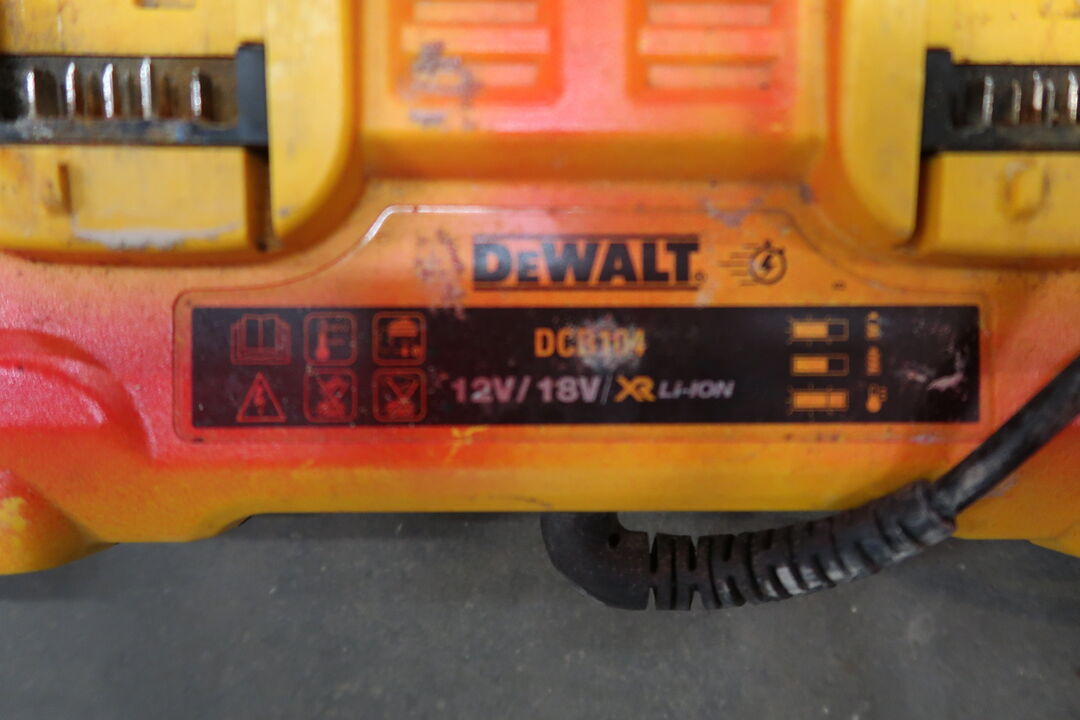 DEWALT
DCB104
12V/18V/XR LI-ION